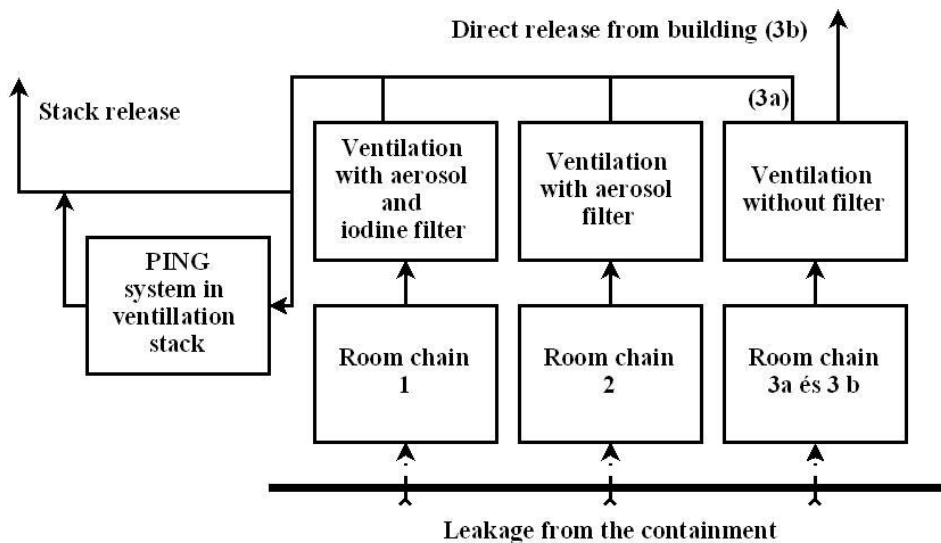 Direct release from building (3b)
Stack release
(3a)
Ventilation
with aerosol
and
iodine filter
Ventilation
with aerosol
filter
Ventilation
without filter
PING
system in
ventillation
stack
Room chain
1
Room chain
2
Room chain
3a és 3 b
Leakage from the containment